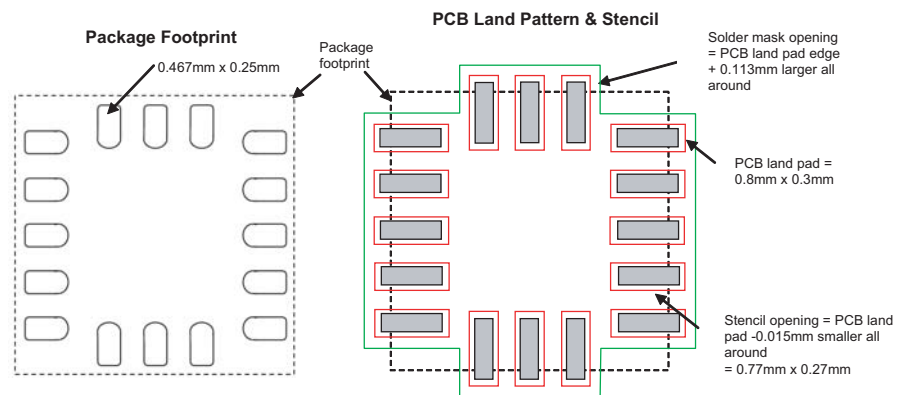 Package Footprint
0.467mm x 0.25mm
Package
footprint
PCB Land Pattern & Stencil
Solder mask opening
= PCB land pad edge
+ 0.113mm larger all
around
PCB land pad =
0.8mm x 0.3mm
Stencil opening = PCB land
pad -0.015mm smaller all
around
= 0.77mm x 0.27mm